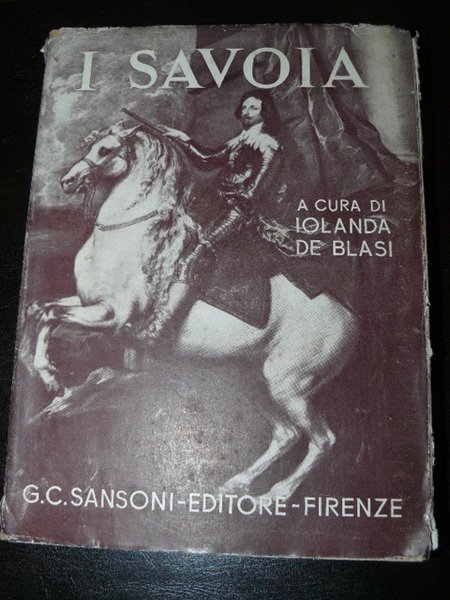 I SAVOIA
A CURA DI
IOLANDA
DE BLASI
G.C. SANSONI-EDITORE-FIRENZE